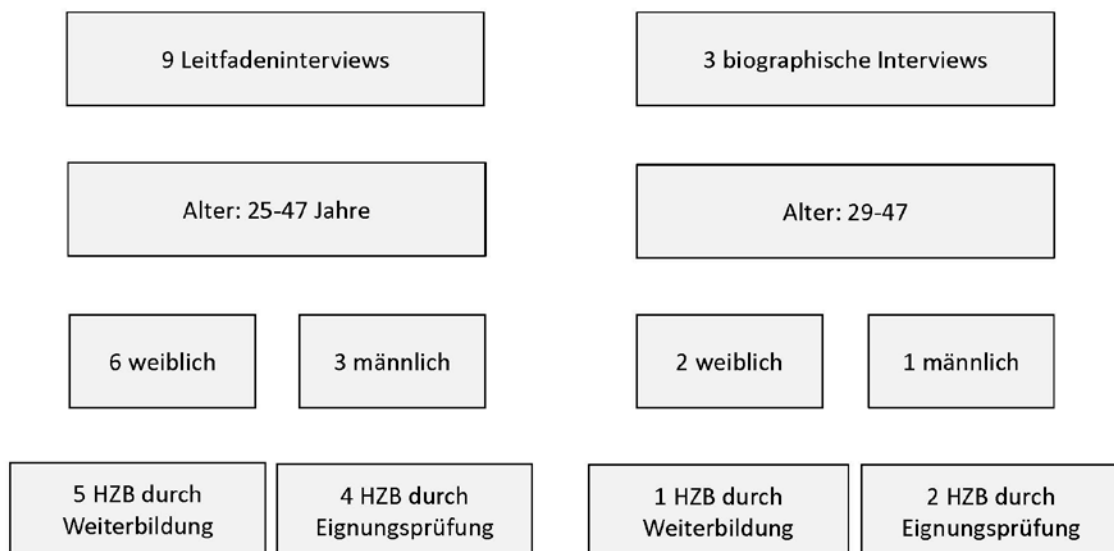 9 Leitfadeninterviews
3 biographische Interviews
Alter: 25-47 Jahre
Alter: 29-47
6 weiblich
3 männlich
2 weiblich
1 männlich
5 HZB durch
Weiterbildung
4 HZB durch
Eignungsprüfung
1 HZB durch
Weiterbildung
2 HZB durch
Eignungsprüfung